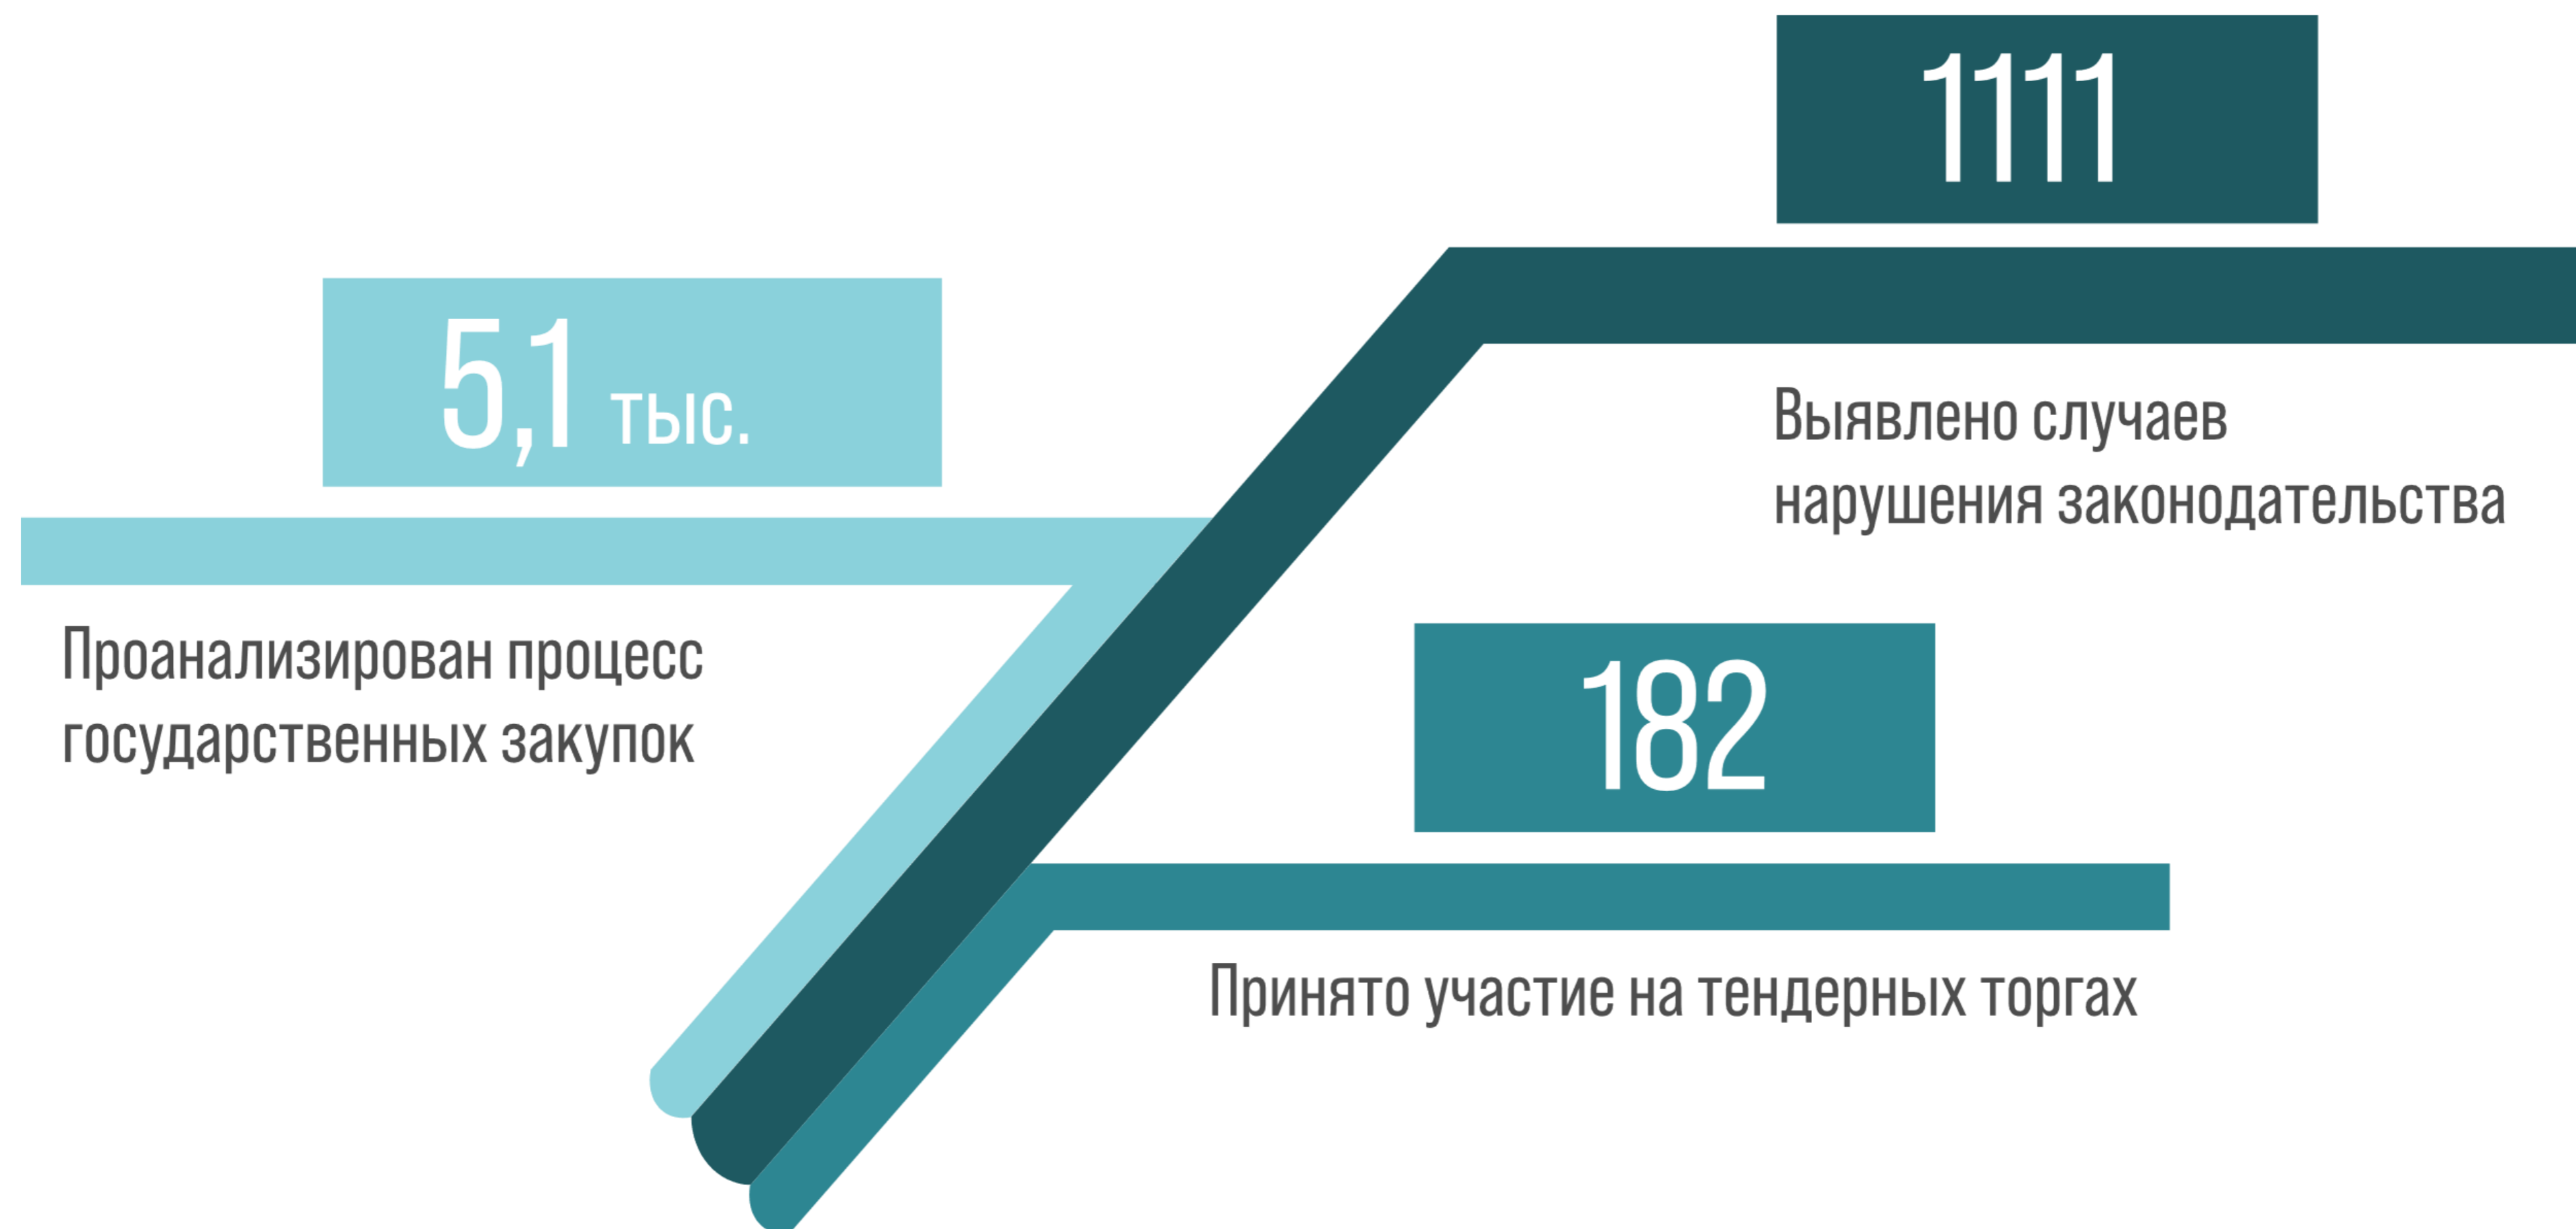 1111
Выявлено случаев
нарушения законодательства
5,1 тыс.
Проанализирован процесс
государственных закупок
182
Принято участие на тендерных торгах